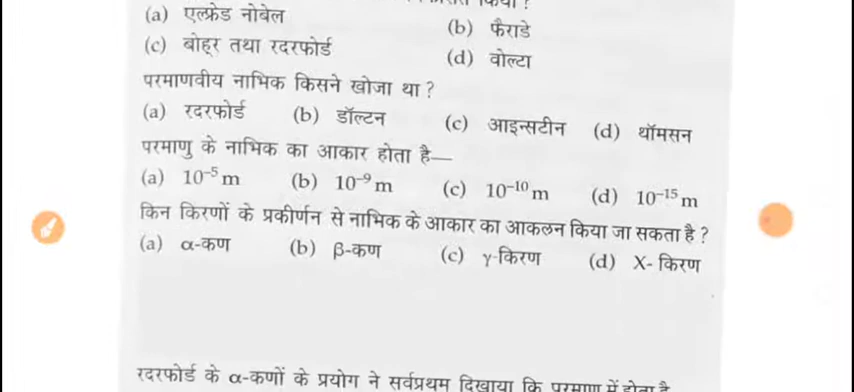 किया ?
(a) एल्फ्रेड नोबेल (b) फैराडे
(c) बोह्र तथा रदरफोर्ड (d) वोल्टा
परमाणवीय नाभिक किसने खोजा था ?
(a) रदरफोर्ड (b) डॉल्टन (c) आइन्सटीन (d) थॉमसन
परमाणु के नाभिक का आकार होता है—
(a) 10⁻⁵ m (b) 10⁻⁹ m (c) 10⁻¹⁰ m (d) 10⁻¹⁵ m
किन किरणों के प्रकीर्णन से नाभिक के आकार का आकलन किया जा सकता है ?
(a) α-कण (b) β-कण (c) γ-किरण (d) X- किरण
रदरफोर्ड के α-कणों के प्रयोग ने सर्वप्रथम दिखाया कि परमाणु में होता है